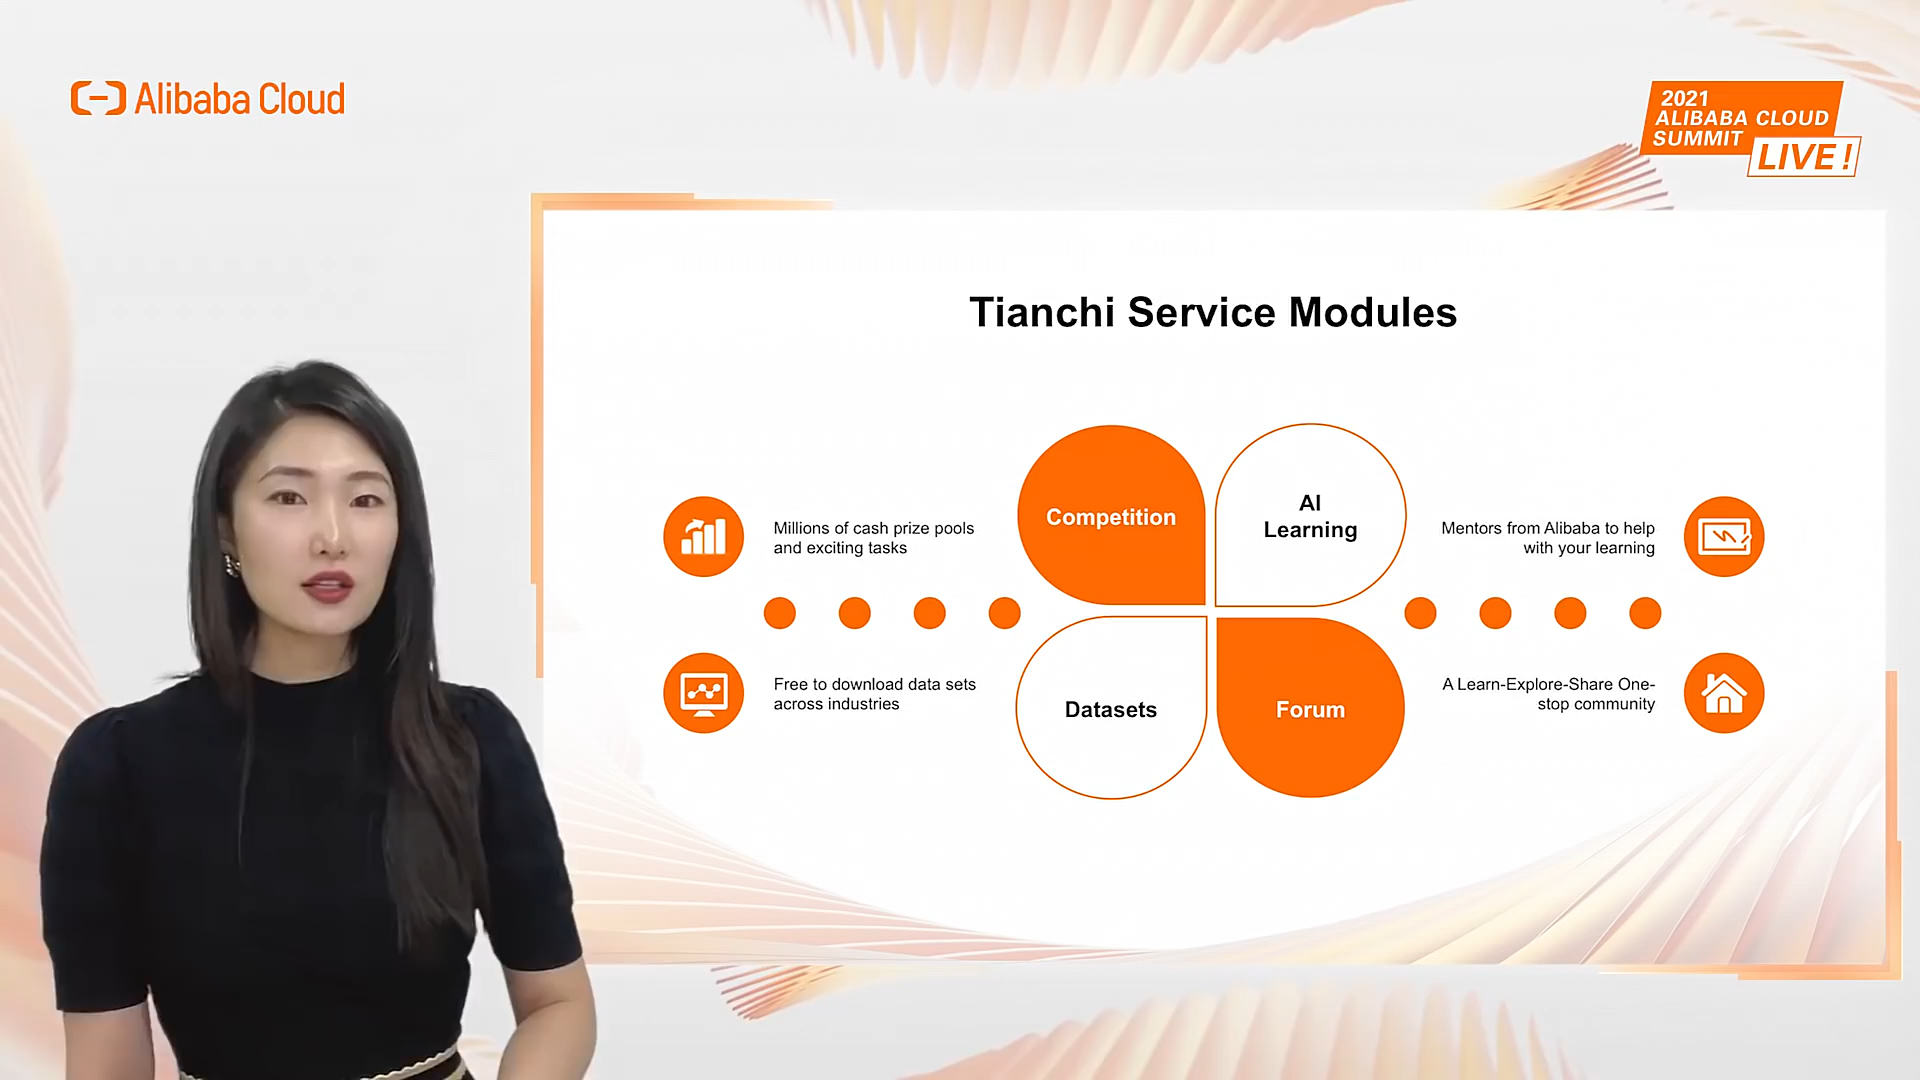 Alibaba Cloud
2021
ALIBABA CLOUD
SUMMIT
LIVE!
Tianchi Service Modules
Millions of cash prize pools
and exciting tasks
Competition
AI
Learning
Mentors from Alibaba to help
with your learning
Free to download data sets
across industries
Datasets
Forum
A Learn-Explore-Share One-
stop community